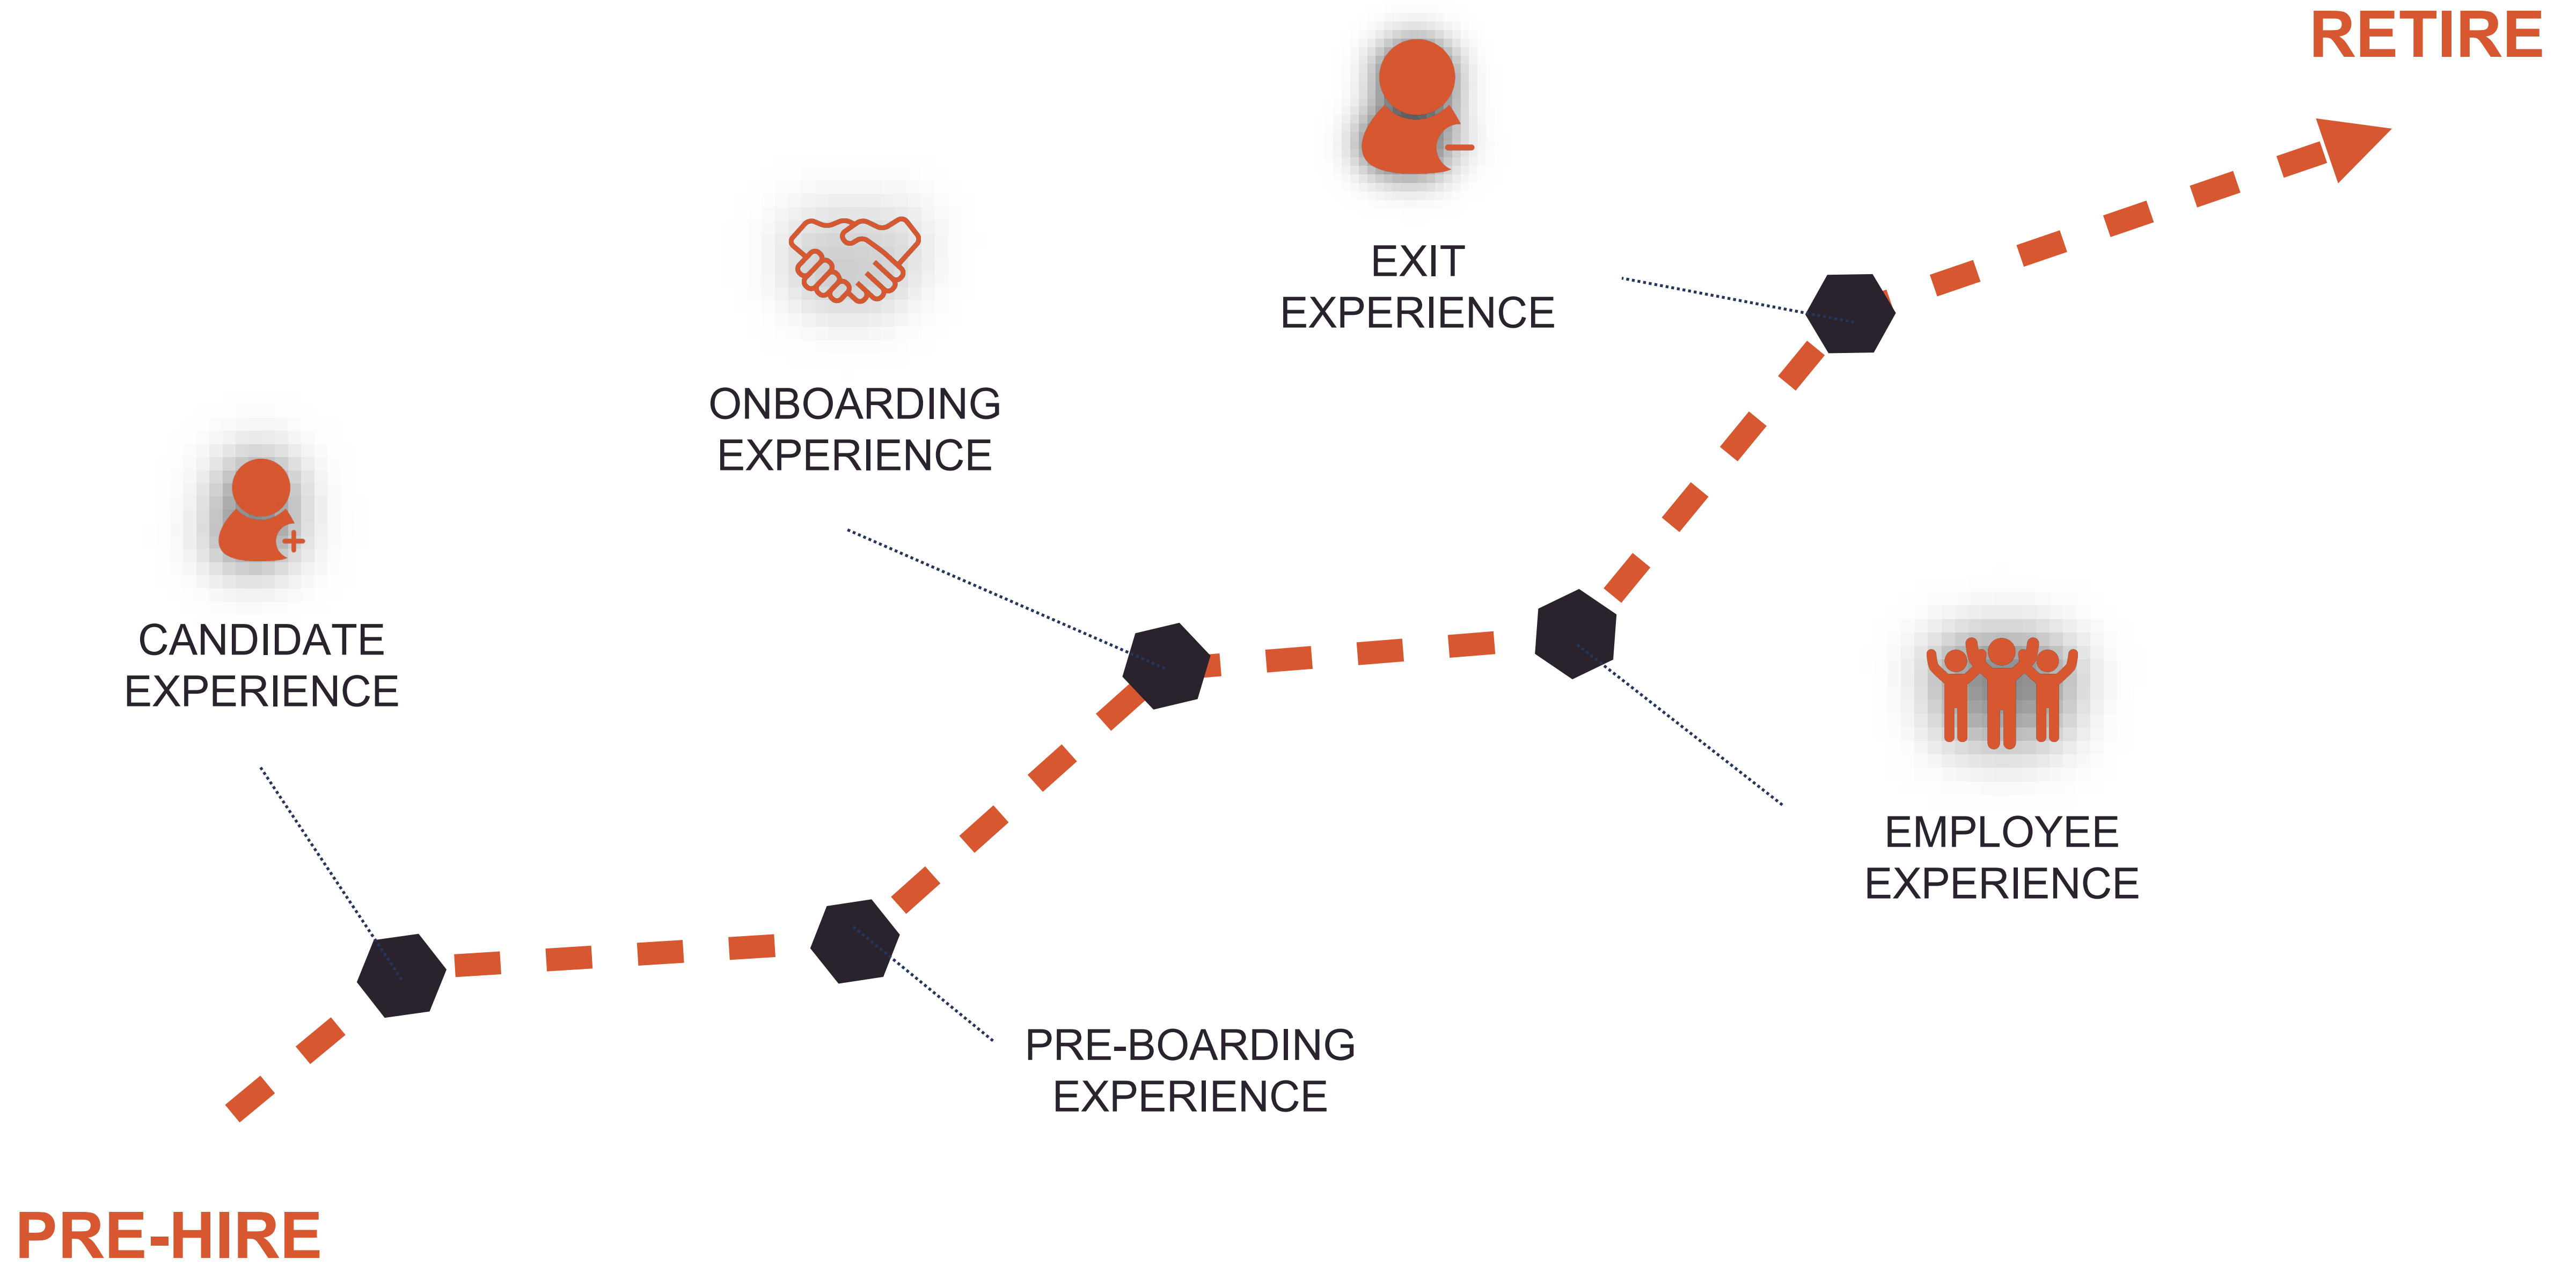 RETIRE
EXIT
EXPERIENCE
ONBOARDING
EXPERIENCE
CANDIDATE
EXPERIENCE
EMPLOYEE
EXPERIENCE
PRE-BOARDING
EXPERIENCE
PRE-HIRE